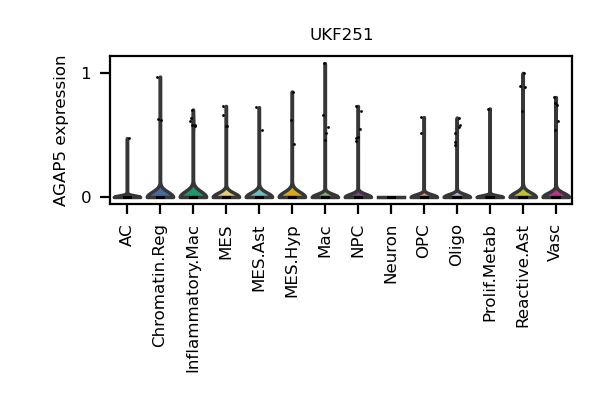 UKF251
AGAP5 expression
1
0
AC
Chromatin.Reg
Inflammatory.Mac
MES
MES.Ast
MES.Hyp
Mac
NPC
Neuron
OPC
Oligo
Prolif.Metab
Reactive.Ast
Vasc